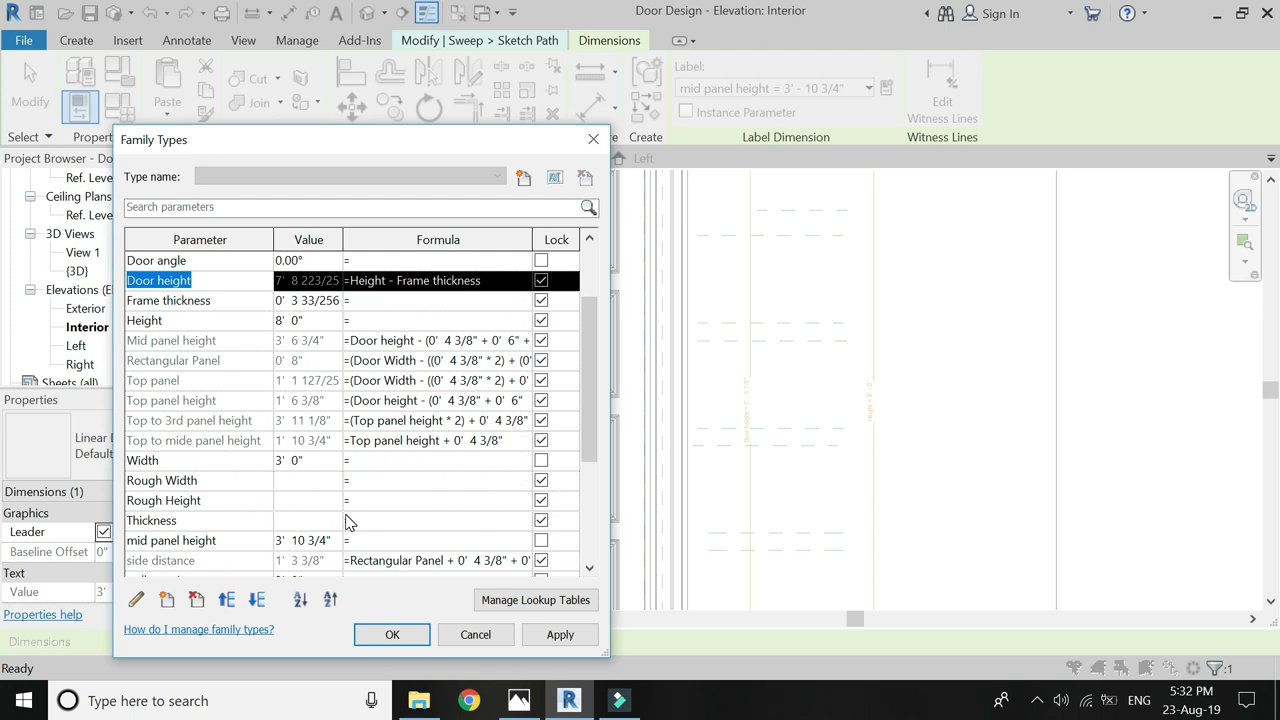 Door Design - Elevation: Interior
Sign In
File Create Insert Annotate View Manage Add-Ins Modify | Sweep > Sketch Path Dimensions
Modify
Paste
Cut
Join
Label:
mid panel height = 3' - 10 3/4"
Instance Parameter
Edit
Witness Lines
Select
Create
Label Dimension
Witness Lines
Project Browser - Do
Left
Ref. Leve
Ceiling Plans
Ref. Leve
3D Views
View 1
{3D}
Elevations (E
Exterior
Interior
Left
Right
Sheets (all)
Properties
Linear
Default
Dimensions (1)
Graphics
Leader
Baseline Offset 0"
Text
Value 3'
Properties help
Dimensions
Ready
Family Types
Type name:
Search parameters
Parameter Value Formula Lock
Door angle 0.00° =
Door height 7' 8 223/25 =Height - Frame thickness
Frame thickness 0' 3 33/256 =
Height 8' 0" =
Mid panel height 3' 6 3/4" =Door height - (0' 4 3/8" + 0' 6" +
Rectangular Panel 0' 8" =(Door Width - ((0' 4 3/8" * 2) + (0'
Top panel 1' 1 127/25 =(Door Width - ((0' 4 3/8" * 2) + 0'
Top panel height 1' 6 3/8" =(Door height - (0' 4 3/8" + 0' 6"
Top to 3rd panel height 3' 11 1/8" =(Top panel height * 2) + 0' 4 3/8"
Top to mide panel height 1' 10 3/4" =Top panel height + 0' 4 3/8"
Width 3' 0" =
Rough Width =
Rough Height =
Thickness
mid panel height 3' 10 3/4" =
side distance 1' 3 3/8" =Rectangular Panel + 0' 4 3/8" + 0'
Manage Lookup Tables
How do I manage family types?
OK Cancel Apply
:1
Type here to search
ENG
5:32 PM
23-Aug-19